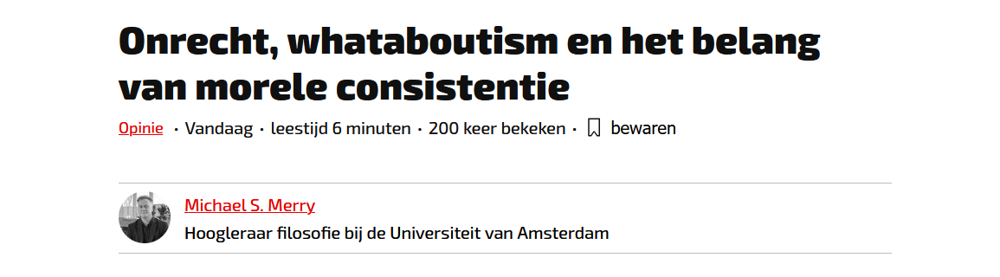 Onrecht, whataboutism en het belang
van morele consistentie
Opinie · Vandaag · leestijd 6 minuten · 200 keer bekeken · bewaren
Michael S. Merry
Hoogleraar filosofie bij de Universiteit van Amsterdam